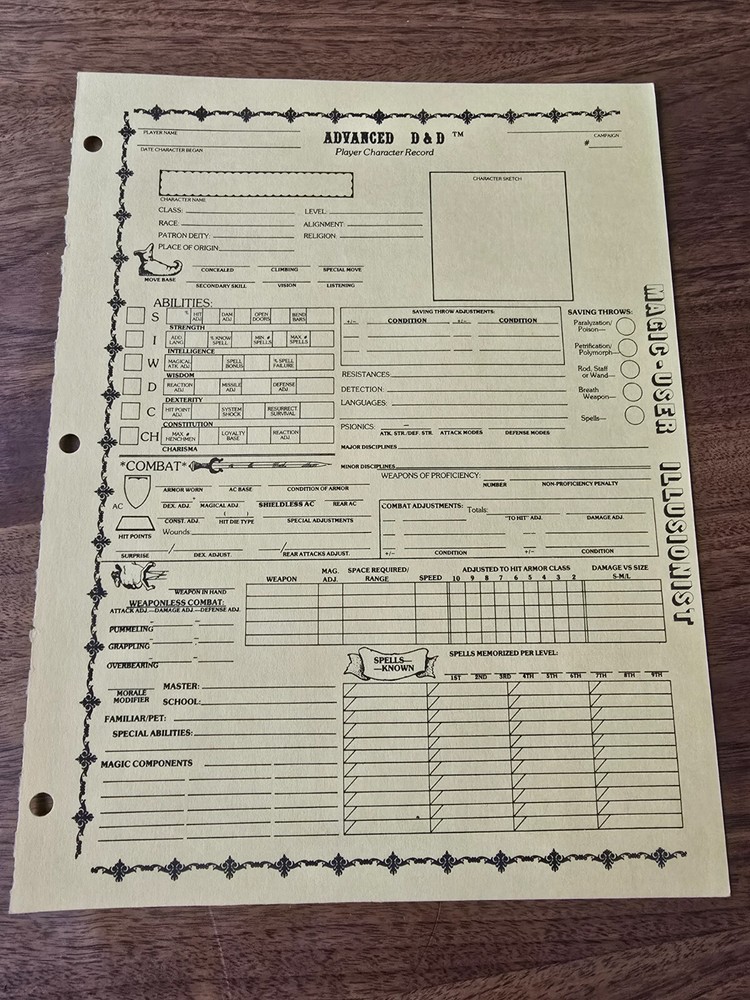 PLAYER NAME
ADVANCED D&D ™
# CAMPAIGN
DATE CHARACTER BEGAN
Player Character Record
CHARACTER SKETCH
CHARACTER NAME
CLASS: LEVEL:
RACE: ALIGNMENT:
PATRON DEITY: RELIGION:
PLACE OF ORIGIN
MOVE BASE CONCEALED CLIMBING SPECIAL MOVE
SECONDARY SKILL VISION LISTENING
ABILITIES:
S % HIT ADJ. DAM ADJ. OPEN DOORS BEND BARS
STRENGTH
I ADD LANG % KNOW SPELL MIN. # SPELLS MAX. # SPELLS
INTELLIGENCE
W MAGICAL ATK ADJ. SPELL BONUS % SPELL FAILURE
WISDOM
D REACTION ADJ. MISSILE ADJ. DEFENSE ADJ.
DEXTERITY
C HIT POINT ADJ. SYSTEM SHOCK RESURRECT SURVIVAL
CONSTITUTION
CH MAX. # HENCHMEN LOYALTY BASE REACTION ADJ.
CHARISMA
SAVING THROW ADJUSTMENTS:
+/- CONDITION +/- CONDITION
RESISTANCES:
DETECTION:
LANGUAGES:
PSIONICS:
ATK. STR./DEF. STR. ATTACK MODES DEFENSE MODES
MAJOR DISCIPLINES
MINOR DISCIPLINES
SAVING THROWS:
Paralyzation/
Poison—
Petrification/
Polymorph—
Rod, Staff
or Wand—
Breath
Weapon—
Spells—
MAGIC-USER ILLUSIONIST
*COMBAT*
WEAPONS OF PROFICIENCY:
NUMBER NON-PROFICIENCY PENALTY
AC
ARMOR WORN AC BASE CONDITION OF ARMOR
DEX. ADJ. MAGICAL ADJ. SHIELDLESS AC REAR AC
HIT POINTS
CONST. ADJ. HIT DIE TYPE SPECIAL ADJUSTMENTS
Wounds:
SURPRISE / DEX. ADJUST. / REAR ATTACKS ADJUST.
COMBAT ADJUSTMENTS: Totals:
"TO HIT" ADJ. DAMAGE ADJ.
+/- CONDITION +/- CONDITION
WEAPON IN HAND
WEAPONLESS COMBAT:
ATTACK ADJ.—DAMAGE ADJ.—DEFENSE ADJ.
PUMMELING
GRAPPLING
OVERBEARING
WEAPON MAG. ADJ. SPACE REQUIRED/ RANGE SPEED ADJUSTED TO HIT ARMOR CLASS DAMAGE VS SIZE
10 9 8 7 6 5 4 3 2 S-M/L
SPELLS—
—KNOWN
SPELLS MEMORIZED PER LEVEL:
1ST 2ND 3RD 4TH 5TH 6TH 7TH 8TH 9TH
MORALE
MODIFIER
MASTER:
SCHOOL:
FAMILIAR/PET:
SPECIAL ABILITIES:
MAGIC COMPONENTS